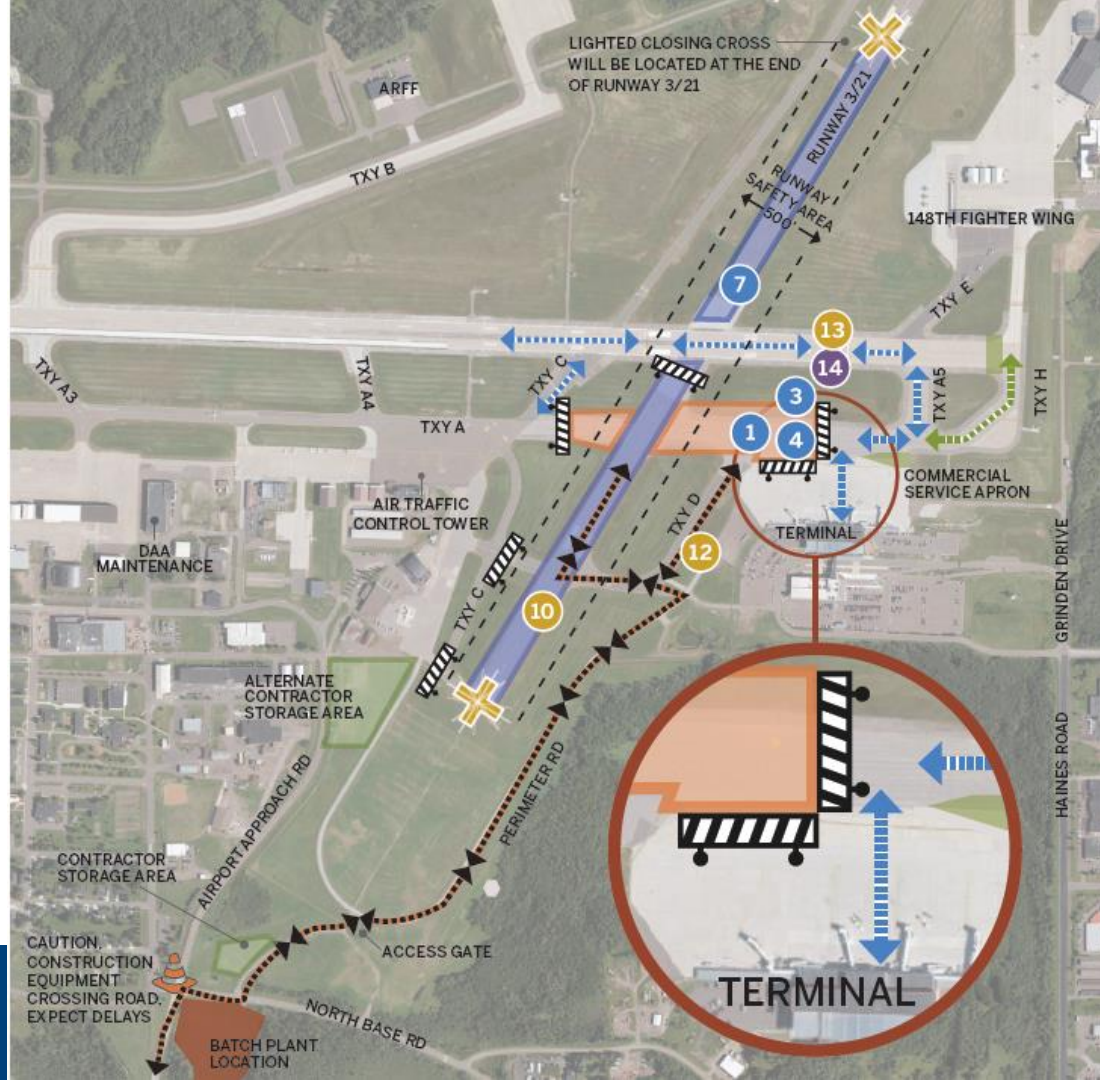 LIGHTED CLOSING CROSS
WILL BE LOCATED AT THE END
OF RUNWAY 3/21
ARFF
RUNWAY 3/21
TXY B
RUNWAY
SAFETY AREA
500'
148TH FIGHTER WING
7
TXY E
13
14
TXY C
TXY A3
TXY A4
TXY A5
TXY H
3
TXY A
1
4
AIR TRAFFIC
CONTROL TOWER
COMMERCIAL
SERVICE APRON
TXY D
TERMINAL
DAA
MAINTENANCE
12
GRINDEN DRIVE
TXY C
10
ALTERNATE
CONTRACTOR
STORAGE AREA
AIRPORT APPROACH RD
PERIMETER RD
HAINES ROAD
CONTRACTOR
STORAGE AREA
ACCESS GATE
CAUTION,
CONSTRUCTION
EQUIPMENT
CROSSING ROAD,
EXPECT DELAYS
NORTH BASE RD
BATCH PLANT
LOCATION
TERMINAL